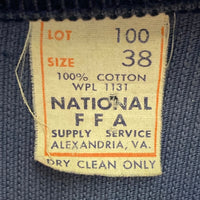 LOT 100
SIZE 38
100% COTTON
WPL 1131
NATIONAL
FFA
SUPPLY SERVICE
ALEXANDRIA, VA.
DRY CLEAN ONLY